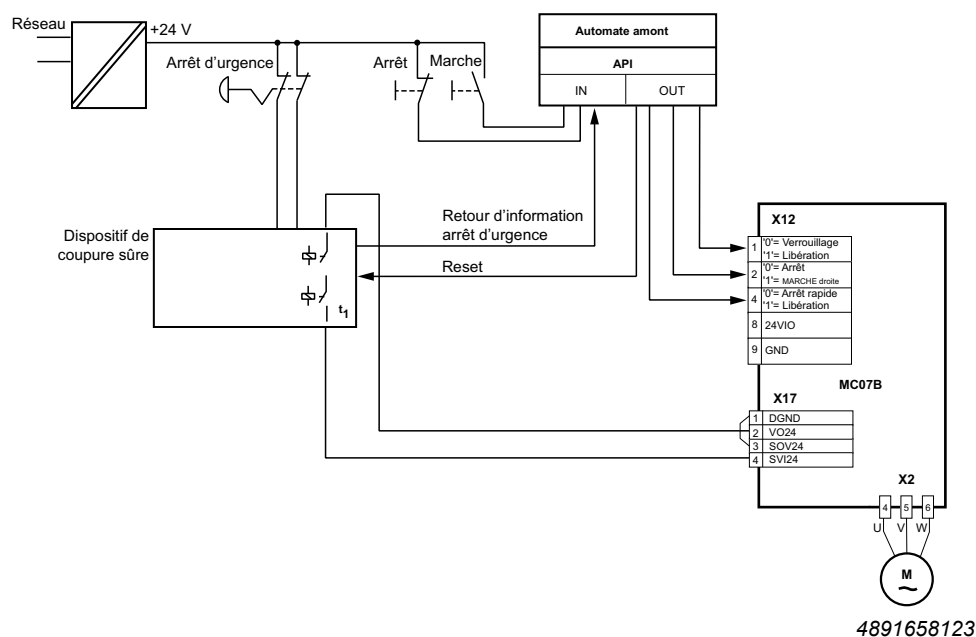 Réseau
+24 V
Arrêt d'urgence
Arrêt
Marche
Automate amont
API
IN
OUT
Dispositif de
coupure sûre
Retour d'information
arrêt d'urgence
Reset
t1
X12
1
'0'= Verrouillage
'1'= Libération
2
'0'= Arrêt
'1'= MARCHE droite
4
'0'= Arrêt rapide
'1'= Libération
8 24VIO
9 GND
MC07B
X17
1 DGND
2 VO24
3 SOV24
4 SVI24
X2
4 5 6
U V W
M
~
4891658123